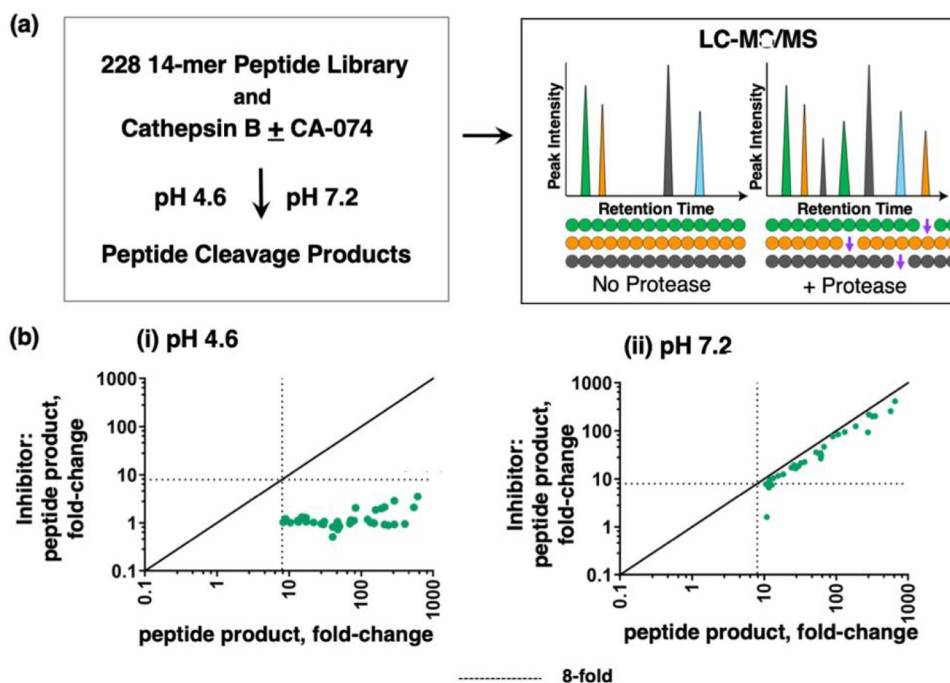 (a)
228 14-mer Peptide Library
and
Cathepsin B ± CA-074
pH 4.6
pH 7.2
Peptide Cleavage Products
LC-MS/MS
Peak Intensity
Retention Time
No Protease
Peak Intensity
Retention Time
+ Protease
(b)
(i) pH 4.6
Inhibitor:
peptide product,
fold-change
1000
100
10
1
0.1
0.1
1
10
100
1000
peptide product, fold-change
(ii) pH 7.2
Inhibitor:
peptide product,
fold-change
1000
100
10
1
0.1
0.1
1
10
100
1000
peptide product, fold-change
8-fold